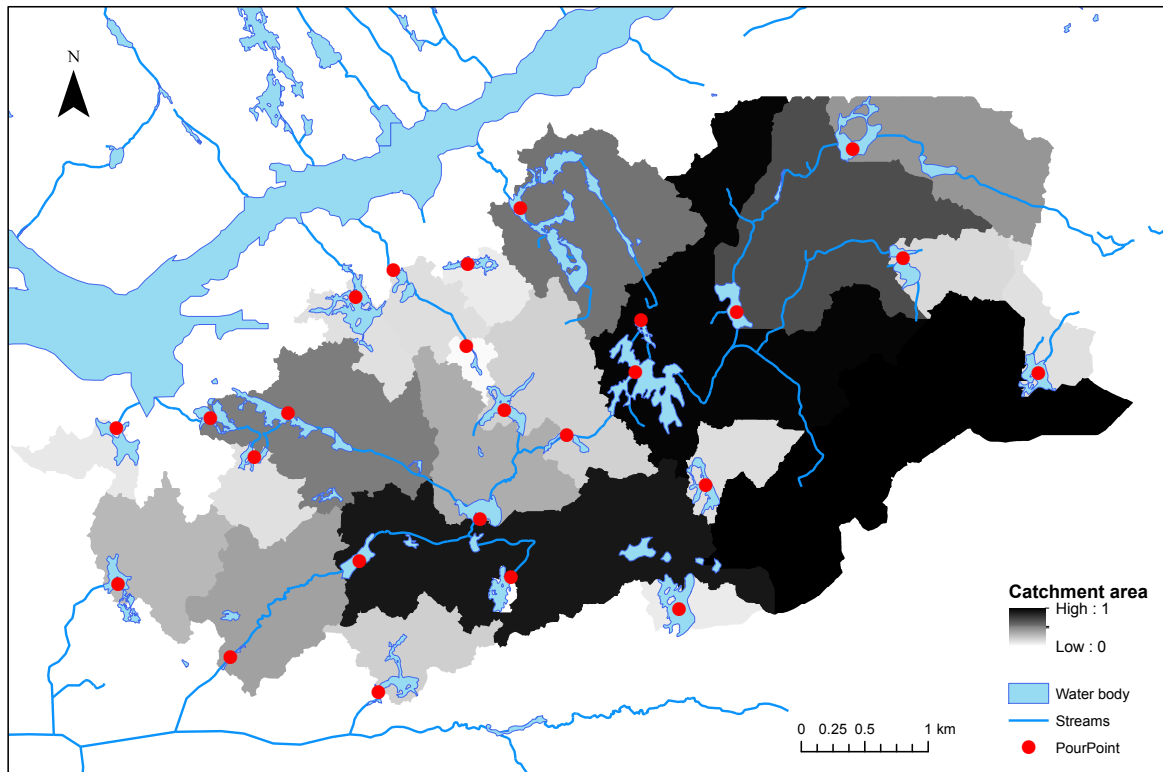 N
Catchment area
High : 1
Low : 0
Water body
Streams
PourPoint
0 0.25 0.5 1 km